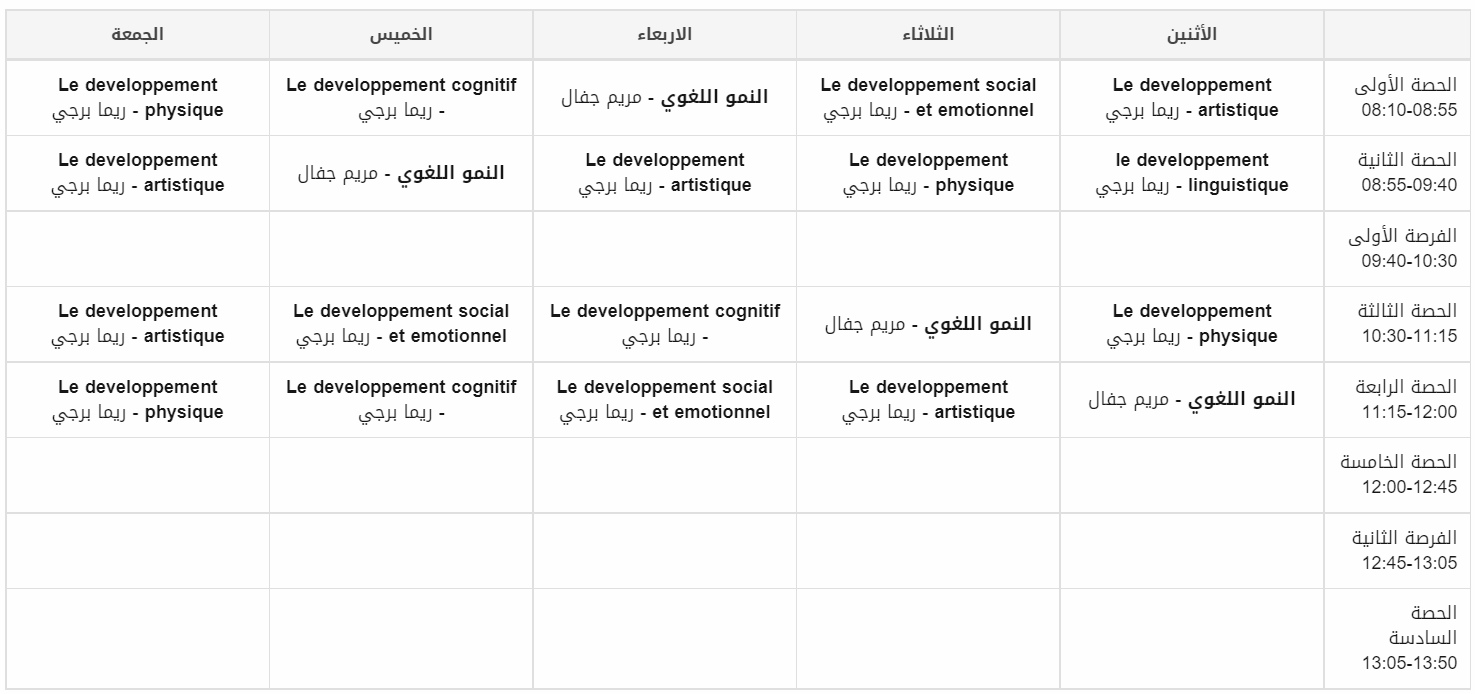 الأثنين الثلاثاء الاربعاء الخميس الجمعة
الحصة الأولى
08:10-08:55
Le developpement
artistique - ريما برجي
Le developpement social
et emotionnel - ريما برجي
النمو اللغوي - مريم جفال
Le developpement cognitif
- ريما برجي
Le developpement
physique - ريما برجي
الحصة الثانية
08:55-09:40
le developpement
linguistique - ريما برجي
Le developpement
physique - ريما برجي
Le developpement
artistique - ريما برجي
النمو اللغوي - مريم جفال
Le developpement
artistique - ريما برجي
الفرصة الأولى
09:40-10:30
الحصة الثالثة
10:30-11:15
Le developpement
physique - ريما برجي
النمو اللغوي - مريم جفال
Le developpement cognitif
- ريما برجي
Le developpement social
et emotionnel - ريما برجي
Le developpement
artistique - ريما برجي
الحصة الرابعة
11:15-12:00
النمو اللغوي - مريم جفال
Le developpement
artistique - ريما برجي
Le developpement social
et emotionnel - ريما برجي
Le developpement cognitif
- ريما برجي
Le developpement
physique - ريما برجي
الحصة الخامسة
12:00-12:45
الفرصة الثانية
12:45-13:05
الحصة
السادسة
13:05-13:50